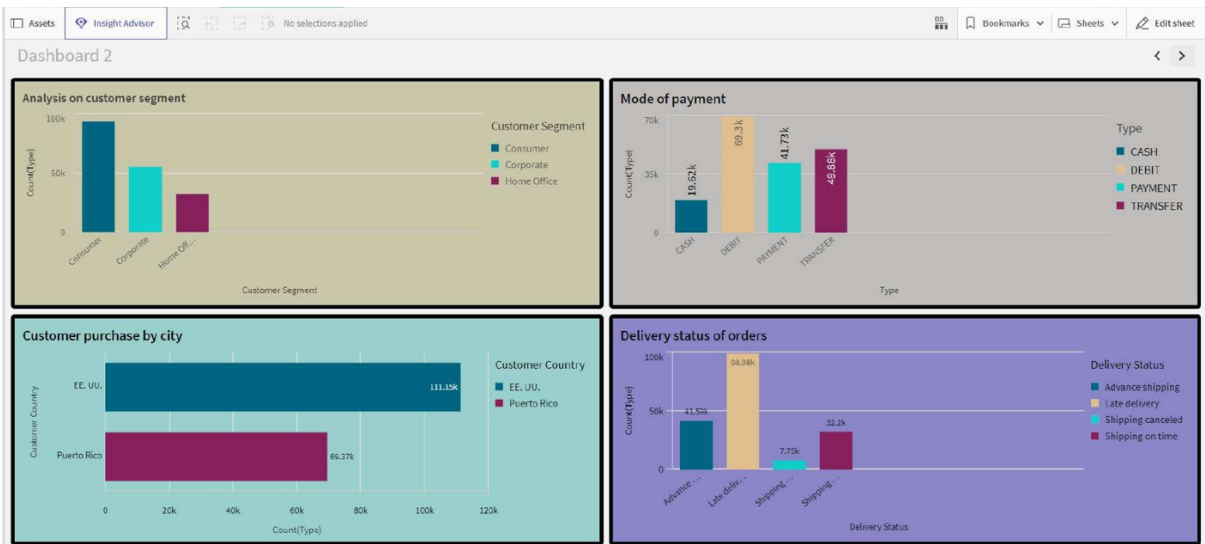 Assets Insight Advisor No selections applied Bookmarks Sheets Edit sheet
Dashboard 2
Analysis on customer segment
100k
50k
0
Count(Type)
Consumer
Corporate
Home Off...
Customer Segment
Customer Segment
Consumer
Corporate
Home Office
Mode of payment
70k
35k
0
Count(Type)
19.62k
69.3k
41.73k
49.88k
CASH
DEBIT
PAYMENT
TRANSFER
Type
Type
CASH
DEBIT
PAYMENT
TRANSFER
Customer purchase by city
Customer Country
EE. UU.
111.15k
Puerto Rico
69.37k
0 20k 40k 60k 80k 100k 120k
Count(Type)
Customer Country
EE. UU.
Puerto Rico
Delivery status of orders
100k
50k
0
Count(Type)
41.59k
98.98k
7.75k
32.2k
Advance ...
Late deliv...
Shipping ...
Shipping ...
Delivery Status
Delivery Status
Advance shipping
Late delivery
Shipping canceled
Shipping on time